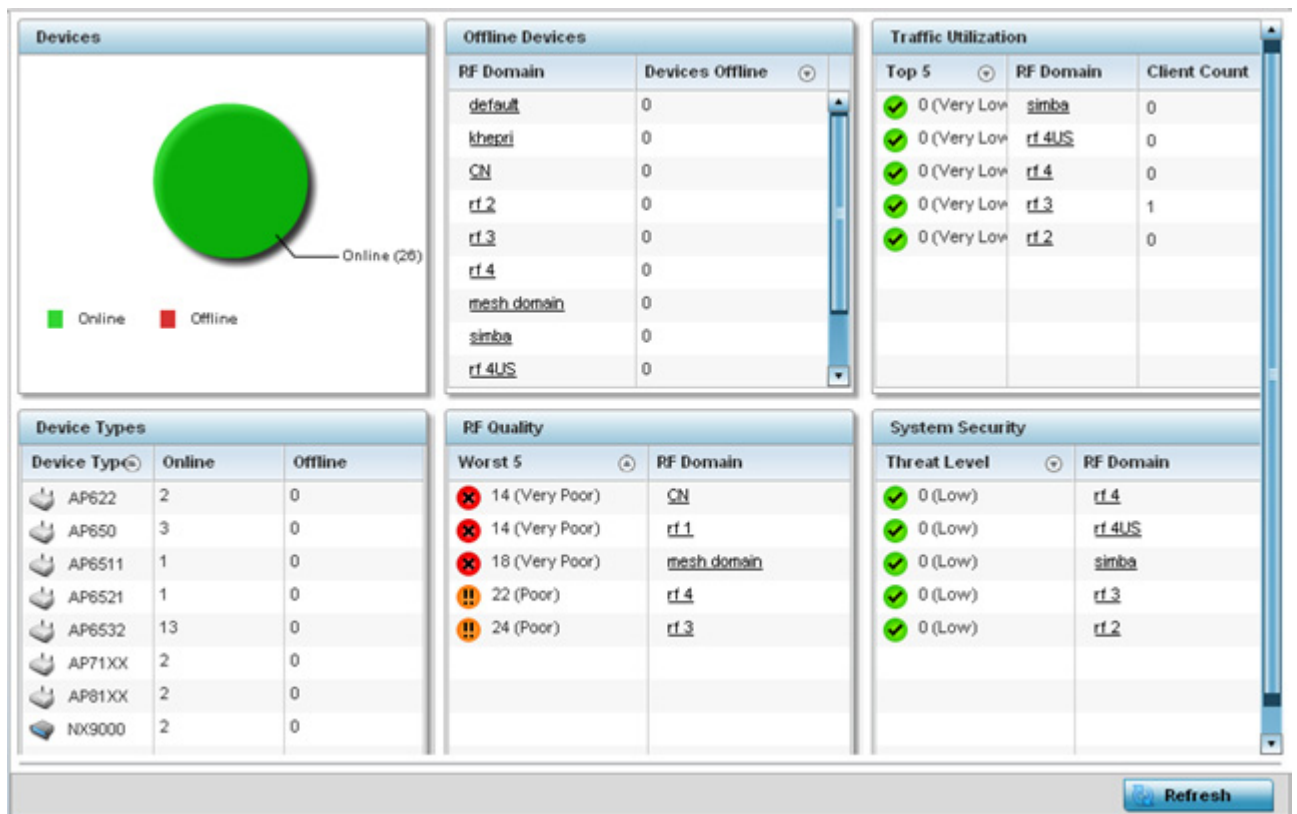 Devices
Online (26)
Online Offline
Offline Devices
RF Domain Devices Offline
default 0
khepri 0
CN 0
rf 2 0
rf 3 0
rf 4 0
mesh domain 0
simba 0
rf 4US 0
Traffic Utilization
Top 5 RF Domain Client Count
0 (Very Low simba 0
0 (Very Low rf 4US 0
0 (Very Low rf 4 0
0 (Very Low rf 3 1
0 (Very Low rf 2 0
Device Types
Device Type Online Offline
AP622 2 0
AP650 3 0
AP6511 1 0
AP6521 1 0
AP6532 13 0
AP71XX 2 0
AP81XX 2 0
NX9000 2 0
RF Quality
Worst 5 RF Domain
14 (Very Poor) CN
14 (Very Poor) rf 1
18 (Very Poor) mesh domain
22 (Poor) rf 4
24 (Poor) rf 3
System Security
Threat Level RF Domain
0 (Low) rf 4
0 (Low) rf 4US
0 (Low) simba
0 (Low) rf 3
0 (Low) rf 2
Refresh